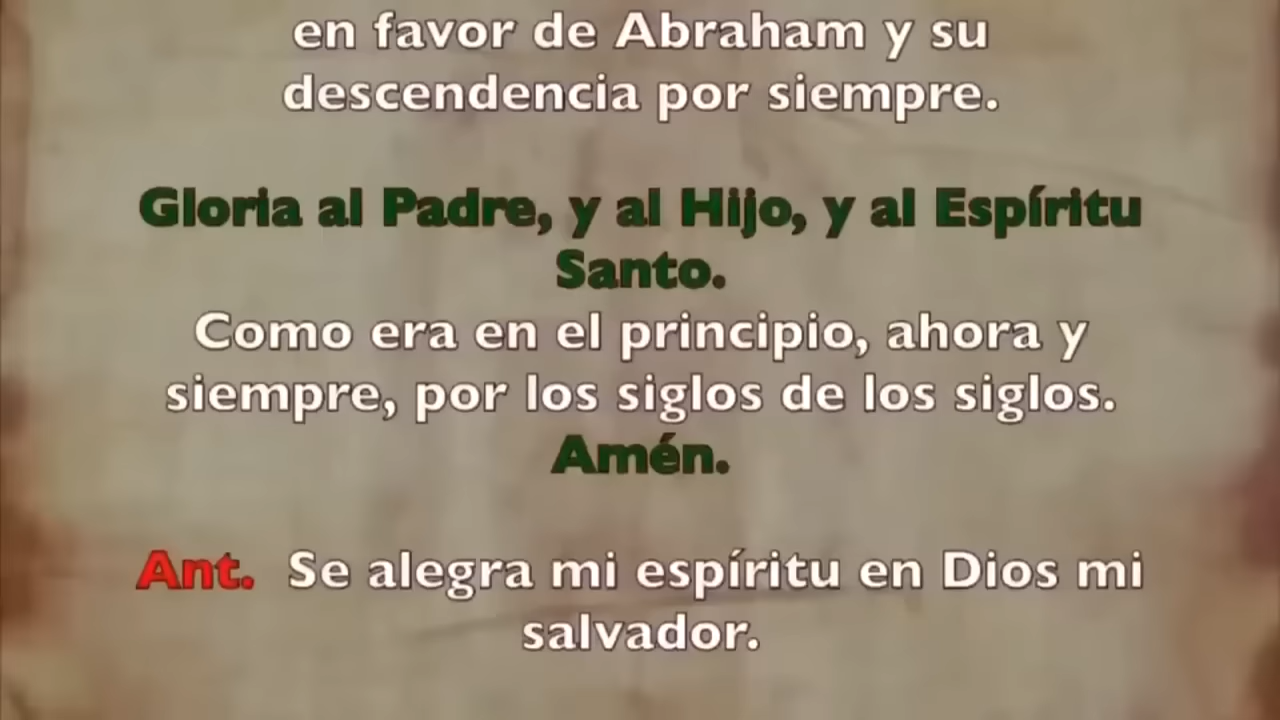 en favor de Abraham y su
descendencia por siempre.
Gloria al Padre, y al Hijo, y al Espíritu
Santo.
Como era en el principio, ahora y
siempre, por los siglos de los siglos.
Amén.
Ant. Se alegra mi espíritu en Dios mi
salvador.